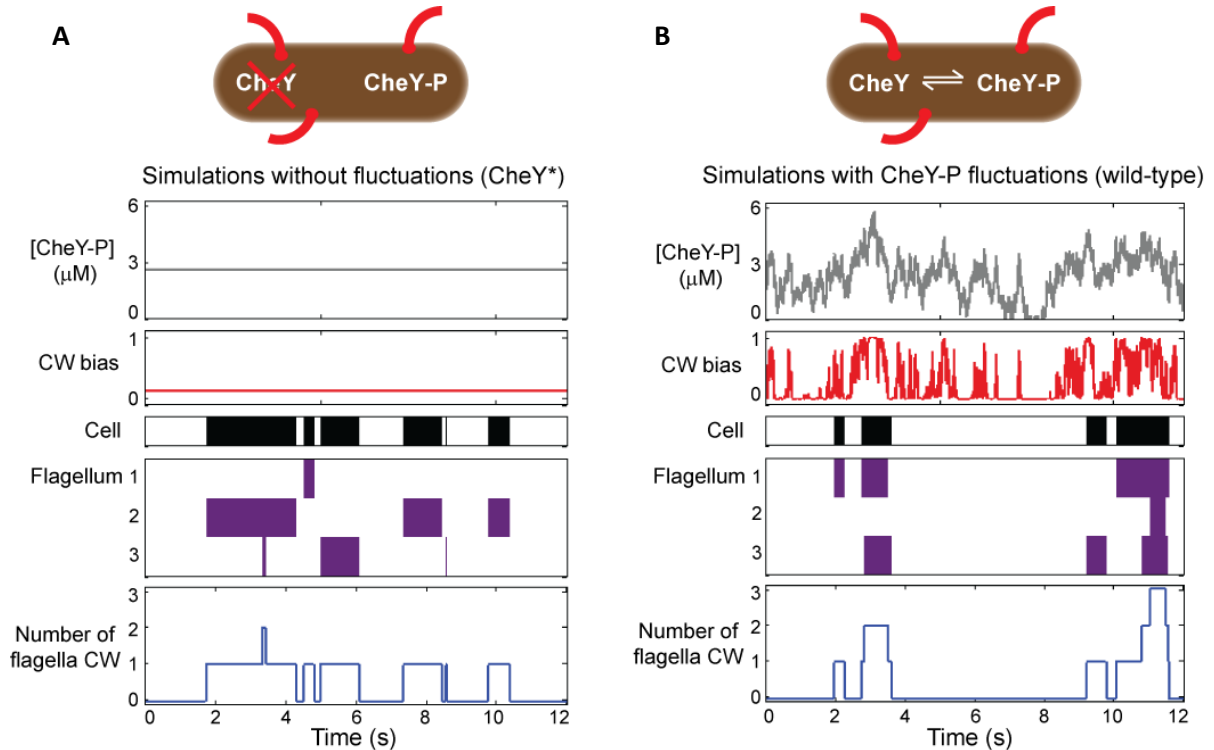 A
CheY
CheY-P
Simulations without fluctuations (CheY*)
6
[CheY-P]
(μM)
3
0
1
CW bias
0
Cell
Flagellum 1
2
3
3
Number of
flagella CW
2
1
0
0 2 4 6 8 10 12
Time (s)
B
CheY ⇌ CheY-P
Simulations with CheY-P fluctuations (wild-type)
6
[CheY-P]
(μM)
3
0
1
CW bias
0
Cell
Flagellum 1
2
3
3
Number of
flagella CW
2
1
0
0 2 4 6 8 10 12
Time (s)